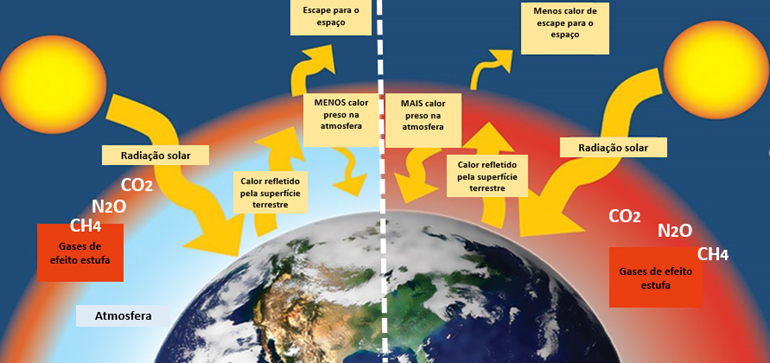 Escape para o
espaço
MENOS calor
preso na
atmosfera
Radiação solar
Calor refletido
pela superfície
terrestre
CO2
N2O
CH4
Gases de
efeito estufa
Atmosfera
Menos calor de
escape para o
espaço
MAIS calor
preso na
atmosfera
Radiação solar
Calor refletido
pela superfície
terrestre
CO2
N2O
CH4
Gases de efeito
estufa